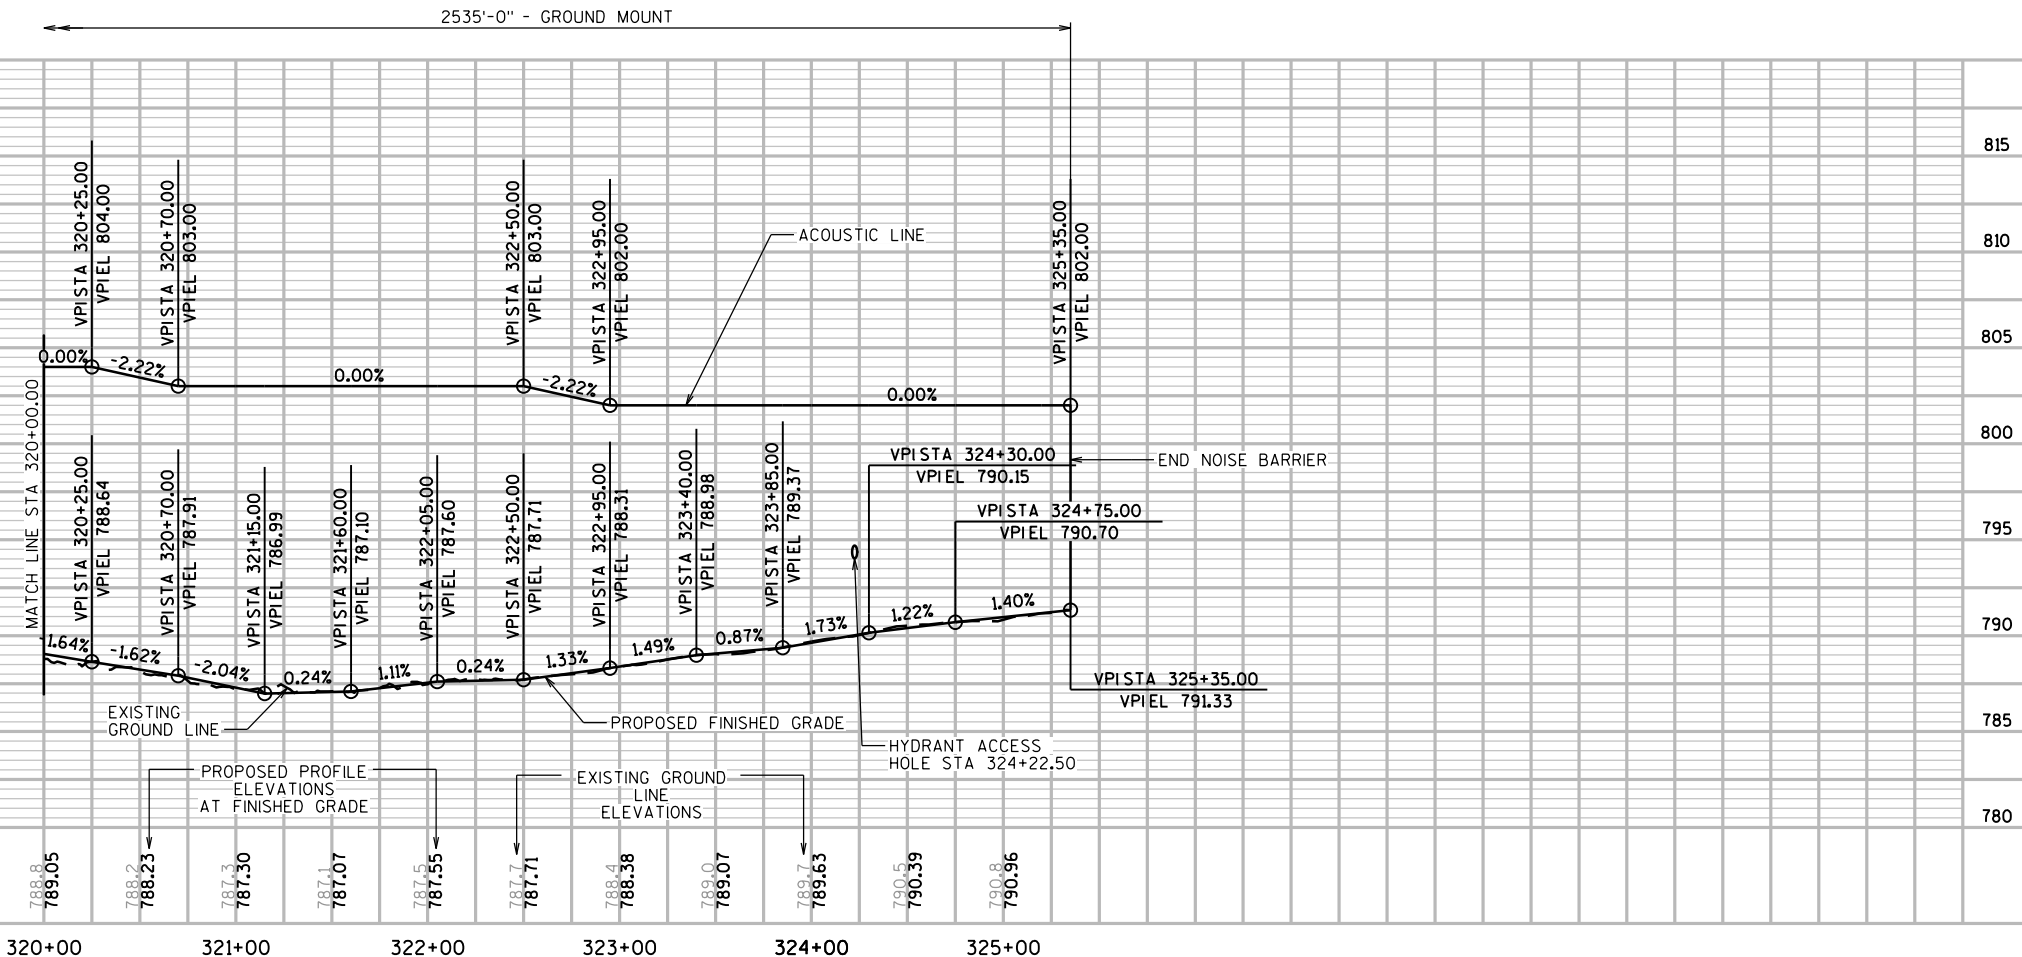 2535'-0" - GROUND MOUNT
815
810
805
800
795
790
785
780
VPISTA 320+25.00
VPIEL 804.00
VPISTA 320+70.00
VPIEL 803.00
VPISTA 322+50.00
VPIEL 803.00
VPISTA 322+95.00
VPIEL 802.00
VPISTA 325+35.00
VPIEL 802.00
ACOUSTIC LINE
0.00%
-2.22%
0.00%
-2.22%
0.00%
MATCH LINE STA 320+00.00
VPISTA 320+25.00
VPIEL 788.64
VPISTA 320+70.00
VPIEL 787.91
VPISTA 321+15.00
VPIEL 786.99
VPISTA 321+60.00
VPIEL 787.10
VPISTA 322+05.00
VPIEL 787.60
VPISTA 322+50.00
VPIEL 787.71
VPISTA 322+95.00
VPIEL 788.31
VPISTA 323+40.00
VPIEL 788.98
VPISTA 323+85.00
VPIEL 789.37
VPISTA 324+30.00
VPIEL 790.15
END NOISE BARRIER
VPISTA 324+75.00
VPIEL 790.70
-1.64%
-1.62%
-2.04%
0.24%
1.11%
0.24%
1.33%
1.49%
0.87%
1.73%
1.22%
1.40%
VPISTA 325+35.00
VPIEL 791.33
EXISTING
GROUND LINE
PROPOSED FINISHED GRADE
HYDRANT ACCESS
HOLE STA 324+22.50
PROPOSED PROFILE
ELEVATIONS
AT FINISHED GRADE
EXISTING GROUND
LINE
ELEVATIONS
788.8
789.05
788.2
788.23
787.3
787.30
787.1
787.07
787.5
787.55
787.7
787.71
788.4
788.38
789.0
789.07
789.7
789.63
790.5
790.39
790.8
790.96
320+00
321+00
322+00
323+00
324+00
325+00